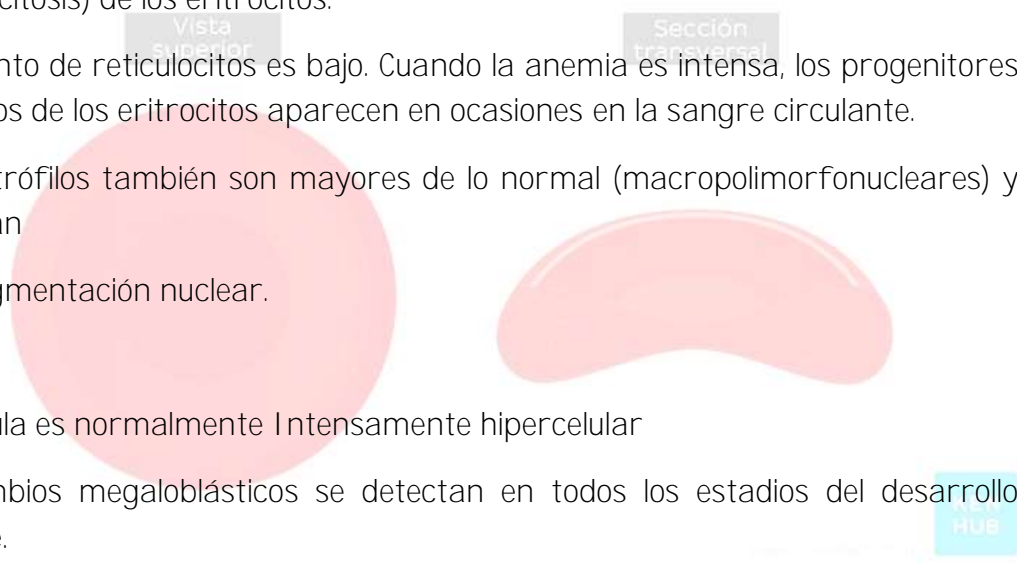 citosis) de los eritrocitos.
Vista
superior
Sección
transversal
nto de reticulocitos es bajo. Cuando la anemia es intensa, los progenitores
os de los eritrocitos aparecen en ocasiones en la sangre circulante.
trófilos también son mayores de lo normal (macropolimorfonucleares) y
an
gmentación nuclear.
ula es normalmente Intensamente hipercelular
mbios megaloblásticos se detectan en todos los estadios del desarrollo
e.
KEN
HUB